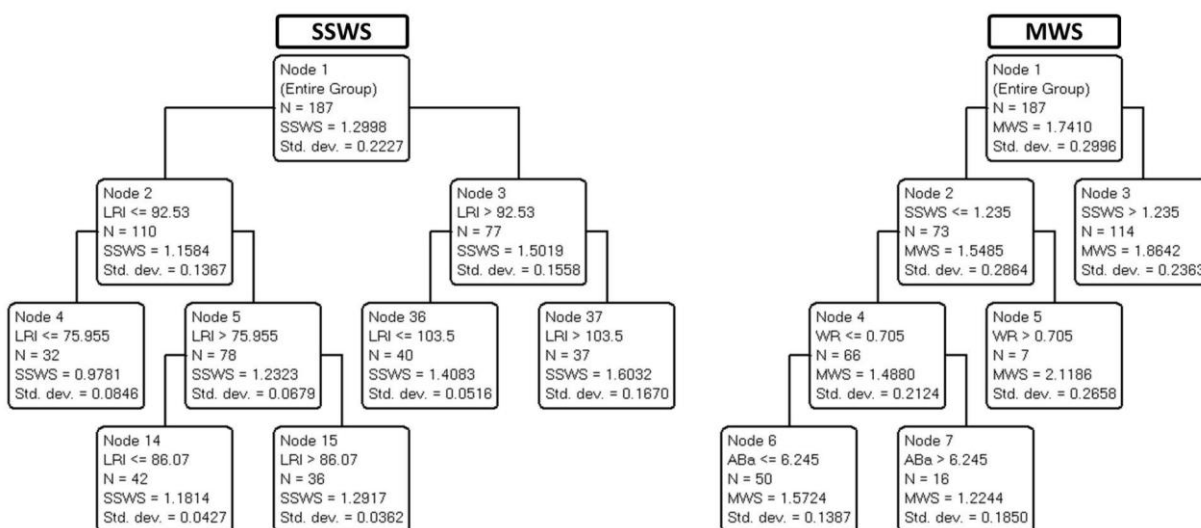 SSWS
Node 1
(Entire Group)
N = 187
SSWS = 1.2998
Std. dev. = 0.2227
Node 2
LRI <= 92.53
N = 110
SSWS = 1.1584
Std. dev. = 0.1367
Node 3
LRI > 92.53
N = 77
SSWS = 1.5019
Std. dev. = 0.1558
Node 4
LRI <= 75.955
N = 32
SSWS = 0.9781
Std. dev. = 0.0846
Node 5
LRI > 75.955
N = 78
SSWS = 1.2323
Std. dev. = 0.0679
Node 36
LRI <= 103.5
N = 40
SSWS = 1.4083
Std. dev. = 0.0516
Node 37
LRI > 103.5
N = 37
SSWS = 1.6032
Std. dev. = 0.1670
Node 14
LRI <= 86.07
N = 42
SSWS = 1.1814
Std. dev. = 0.0427
Node 15
LRI > 86.07
N = 36
SSWS = 1.2917
Std. dev. = 0.0362
MWS
Node 1
(Entire Group)
N = 187
MWS = 1.7410
Std. dev. = 0.2996
Node 2
SSWS <= 1.235
N = 73
MWS = 1.5485
Std. dev. = 0.2864
Node 3
SSWS > 1.235
N = 114
MWS = 1.8642
Std. dev. = 0.2363
Node 4
WR <= 0.705
N = 66
MWS = 1.4880
Std. dev. = 0.2124
Node 5
WR > 0.705
N = 7
MWS = 2.1186
Std. dev. = 0.2658
Node 6
ABa <= 6.245
N = 50
MWS = 1.5724
Std. dev. = 0.1387
Node 7
ABa > 6.245
N = 16
MWS = 1.2244
Std. dev. = 0.1850